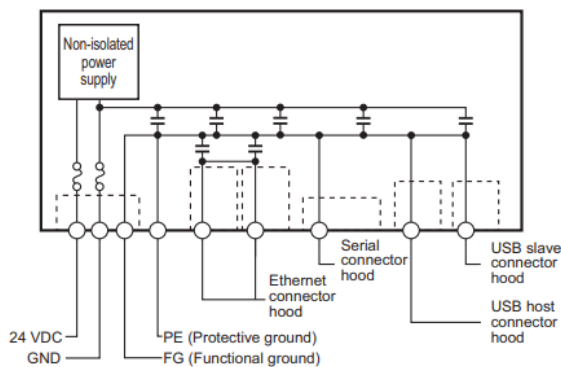 Non-isolated
power
supply
Serial
connector
hood
USB slave
connector
hood
Ethernet
connector
hood
USB host
connector
hood
24 VDC
PE (Protective ground)
GND
FG (Functional ground)